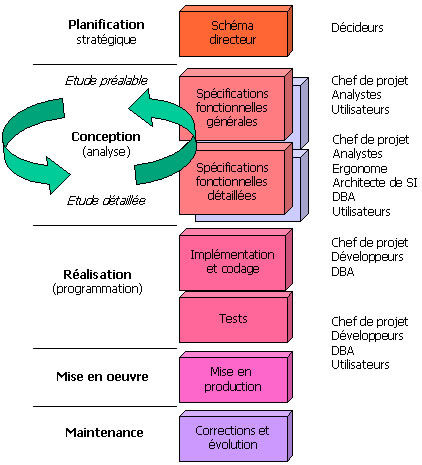 Planification
stratégique
Schéma
directeur
Décideurs
Etude préalable
Spécifications
fonctionnelles
générales
Chef de projet
Analystes
Utilisateurs
Conception
(analyse)
Etude détaillée
Spécifications
fonctionnelles
détaillées
Chef de projet
Analystes
Ergonome
Architecte de SI
DBA
Utilisateurs
Réalisation
(programmation)
Implémentation
et codage
Chef de projet
Développeurs
DBA
Tests
Chef de projet
Développeurs
DBA
Utilisateurs
Mise en oeuvre
Mise en
production
Maintenance
Corrections et
évolution